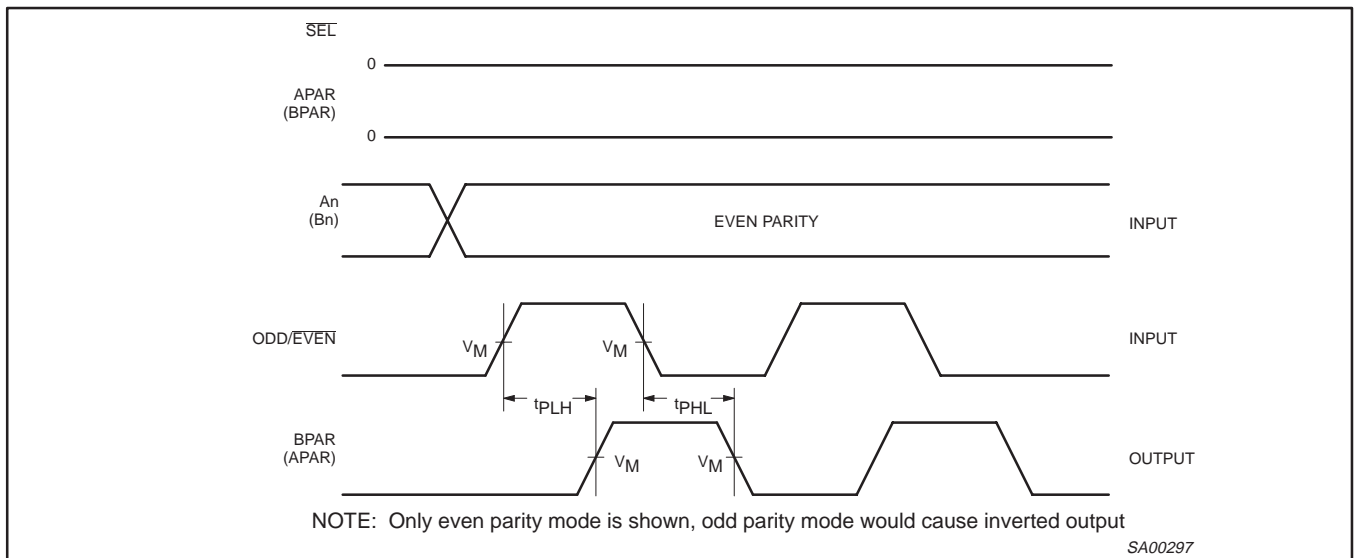 SEL
0
APAR
(BPAR)
0
An
(Bn)
EVEN PARITY
INPUT
ODD/EVEN
VM
VM
INPUT
tPLH
tPHL
BPAR
(APAR)
VM
VM
OUTPUT
NOTE: Only even parity mode is shown, odd parity mode would cause inverted output
SA00297